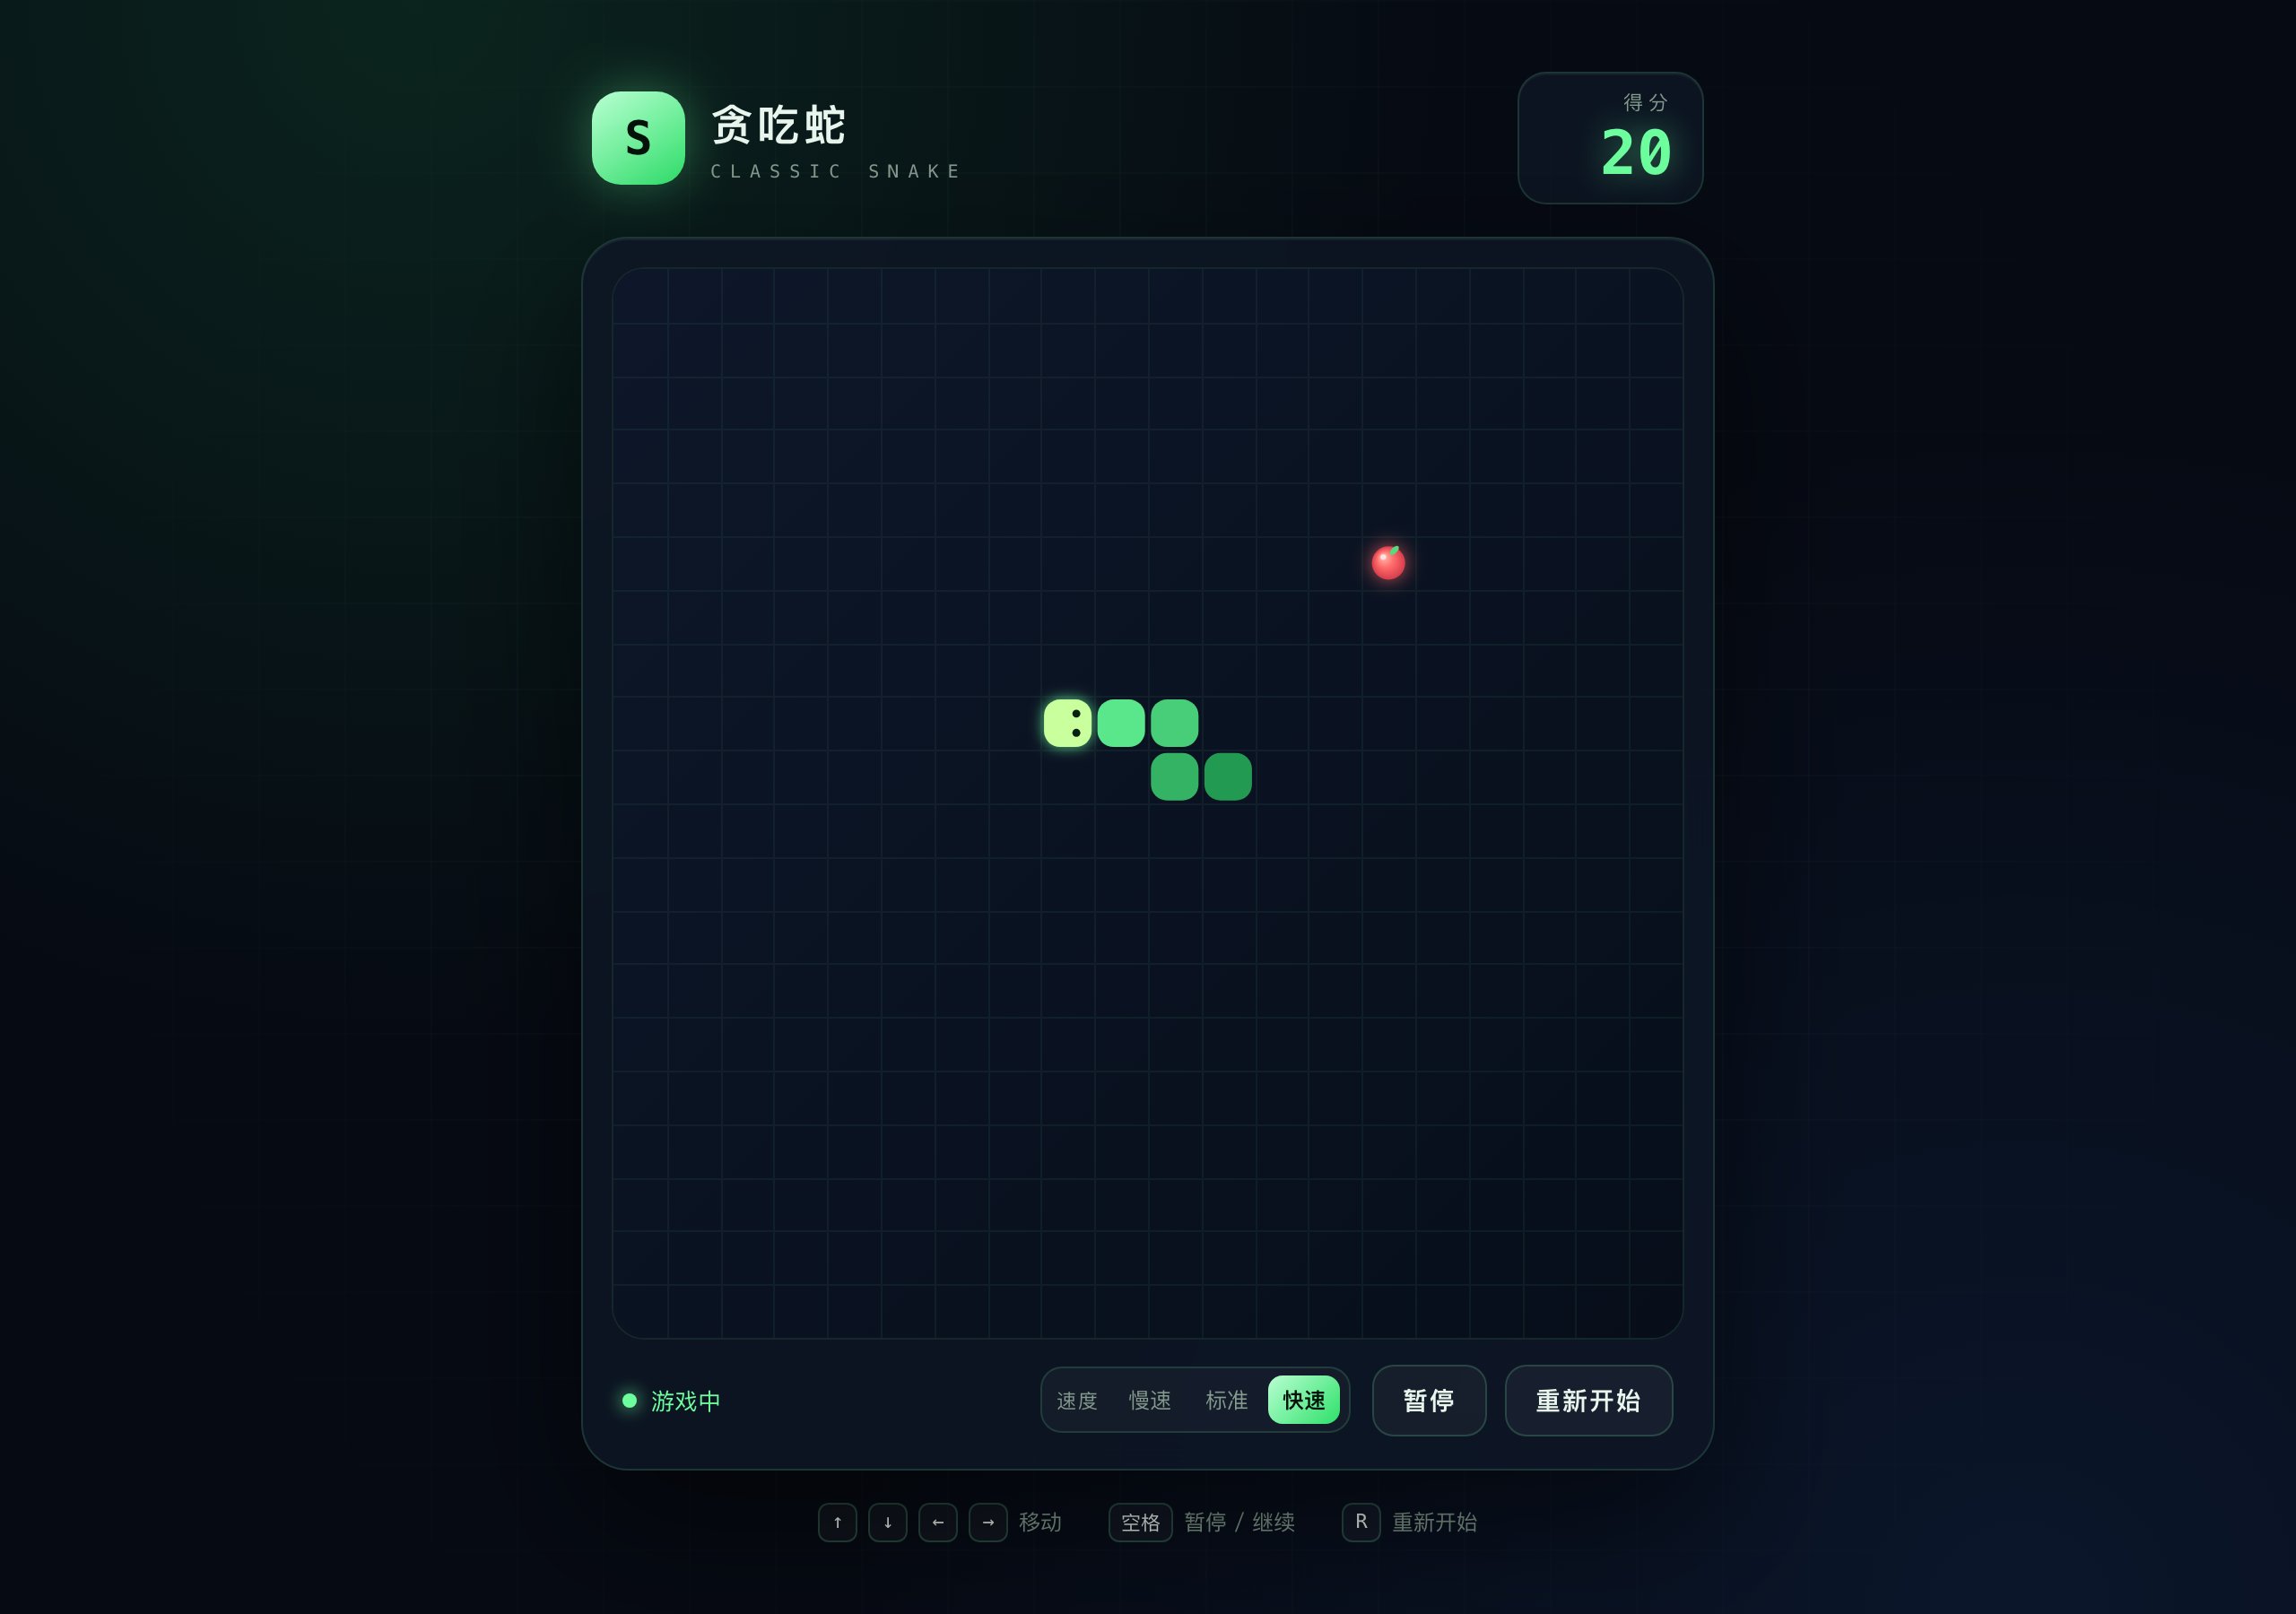 S
贪吃蛇
CLASSIC SNAKE
得分
20
游戏中
速度 慢速 标准 快速
暂停
重新开始
↑ ↓ ← → 移动 空格 暂停 / 继续 R 重新开始